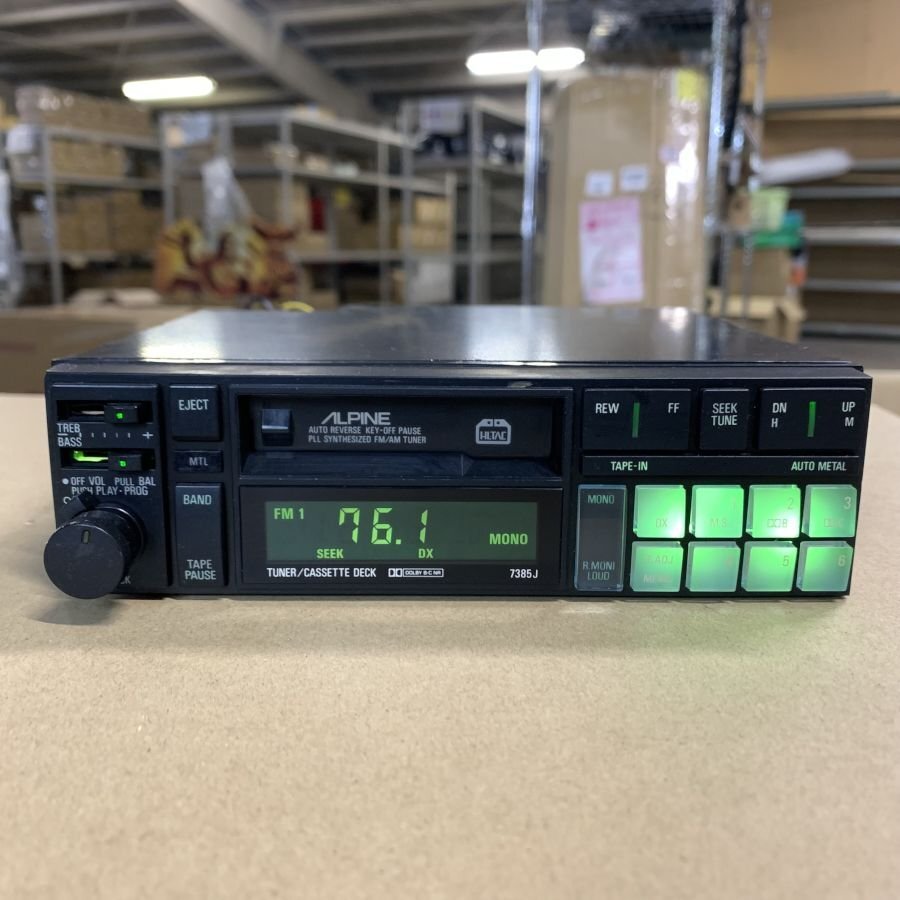 EJECT
ALPINE
AUTO REVERSE KEY-OFF PAUSE
PLL SYNTHESIZED FM/AM TUNER
REW FF
SEEK
TUNE
DN UP
H M
TREB
BASS
- +
MTL
TAPE-IN AUTO METAL
OFF VOL PULL BAL
PUSH PLAY-PROG
BAND
TAPE
PAUSE
FM 1
76.1
SEEK DX MONO
TUNER/CASSETTE DECK DOLBY B·C NR 7385J
MONO
R.MONI
LOUD
DX
M.S.
1
B
2
3
5
6